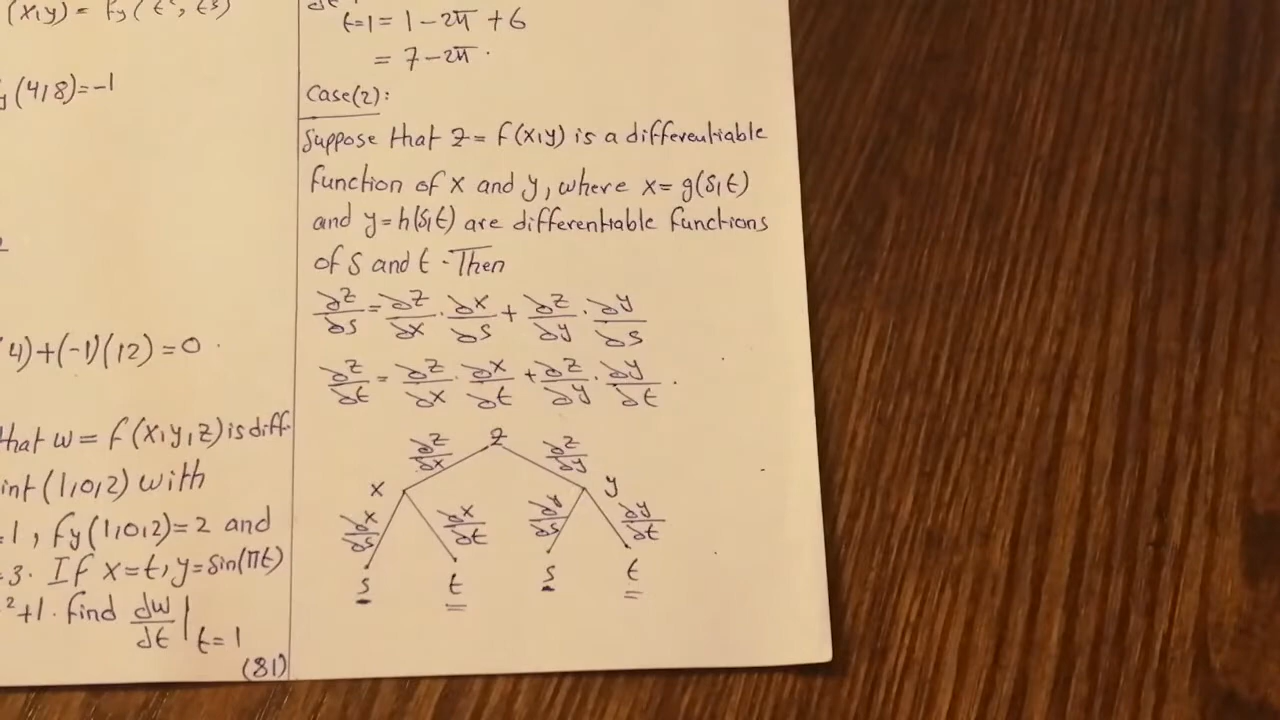 (x,y) = fy(t², t³)
(4,8) = -1
4) + (-1)(12) = 0.
that w = f(x,y,z) is diff.
int (1,0,2) with
=1, fy(1,0,2) = 2 and
=3. If x=t, y=sin(πt)
²+1. Find dw/dt |t=1
(81)
t=1 = 1 - 2π + 6
= 7 - 2π.
Case(2):
Suppose that z = f(x,y) is a differentiable
function of x and y, where x = g(s,t)
and y = h(s,t) are differentiable functions
of s and t. Then
∂z/∂s = ∂z/∂x . ∂x/∂s + ∂z/∂y . ∂y/∂s
∂z/∂t = ∂z/∂x . ∂x/∂t + ∂z/∂y . ∂y/∂t .
∂z/∂x z ∂z/∂y
x y
∂x/∂s ∂x/∂t ∂y/∂s ∂y/∂t
s t s t